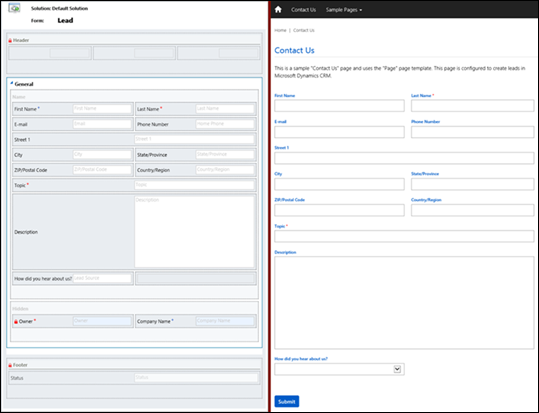 Solution: Default Solution
Form: Lead
Header
General
Name
First Name * First Name Last Name * Last Name
E-mail Email Phone Number Home Phone
Street 1 Street 1
City City State/Province State/Province
ZIP/Postal Code ZIP/Postal Code Country/Region Country/Region
Topic * Topic
Description Description
How did you hear about us? Lead Source
Hidden
Owner * Owner Company Name * Company Name
Footer
Status Status
Contact Us Sample Pages
Home | Contact Us
Contact Us
This is a sample "Contact Us" page and uses the "Page" page template. This page is configured to create leads in
Microsoft Dynamics CRM.
First Name Last Name *
E-mail Phone Number
Street 1
City State/Province
ZIP/Postal Code Country/Region
Topic *
Description
How did you hear about us?
Submit